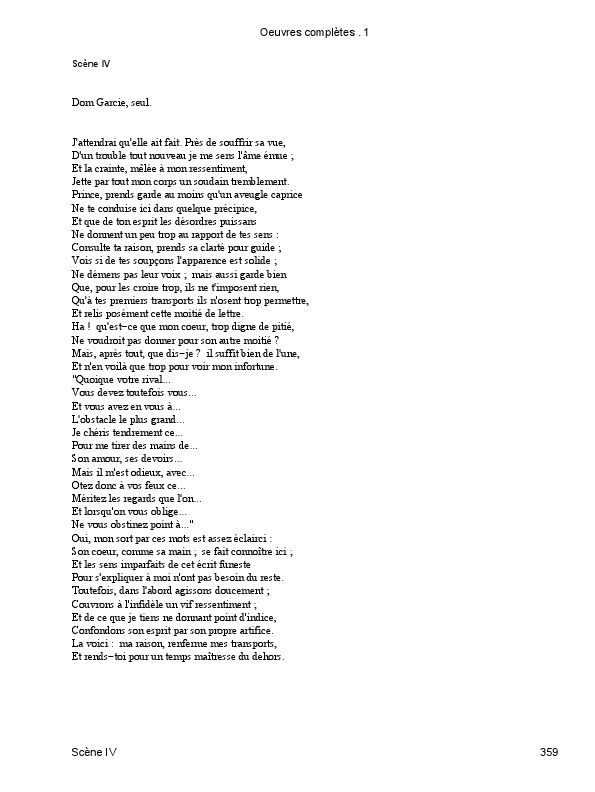 Oeuvres complètes . 1
Scène IV
Dom Garcie, seul.
J'attendrai qu'elle ait fait. Près de souffrir sa vue,
D'un trouble tout nouveau je me sens l'âme émue ;
Et la crainte, mêlée à mon ressentiment,
Jette par tout mon corps un soudain tremblement.
Prince, prends garde au moins qu'un aveugle caprice
Ne te conduise ici dans quelque précipice,
Et que de ton esprit les désordres puissans
Ne donnent un peu trop au rapport de tes sens :
Consulte ta raison, prends sa clarté pour guide ;
Vois si de tes soupçons l'apparence est solide ;
Ne démens pas leur voix ; mais aussi garde bien
Que, pour les croire trop, ils ne t'imposent rien,
Qu'à tes premiers transports ils n'osent trop permettre,
Et relis posément cette moitié de lettre.
Ha ! qu'est−ce que mon coeur, trop digne de pitié,
Ne voudroit pas donner pour son autre moitié ?
Mais, après tout, que dis−je ? il suffit bien de l'une,
Et n'en voilà que trop pour voir mon infortune.
"Quoique votre rival...
Vous devez toutefois vous...
Et vous avez en vous à...
L'obstacle le plus grand...
Je chéris tendrement ce...
Pour me tirer des mains de...
Son amour, ses devoirs...
Mais il m'est odieux, avec...
Otez donc à vos feux ce...
Méritez les regards que l'on...
Et lorsqu'on vous oblige...
Ne vous obstinez point à..."
Oui, mon sort par ces mots est assez éclairci :
Son coeur, comme sa main ; se fait connoître ici ;
Et les sens imparfaits de cet écrit funeste
Pour s'expliquer à moi n'ont pas besoin du reste.
Toutefois, dans l'abord agissons doucement ;
Couvrons à l'infidèle un vif ressentiment ;
Et de ce que je tiens ne donnant point d'indice,
Confondons son esprit par son propre artifice.
La voici : ma raison, renferme mes transports,
Et rends−toi pour un temps maîtresse du dehors.
Scène IV
359